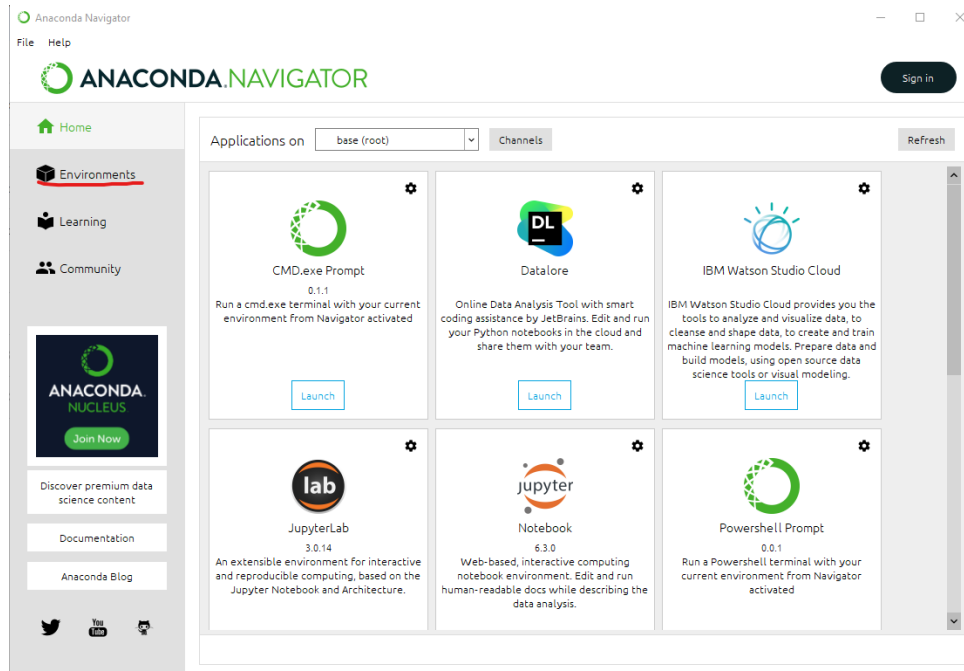 Anaconda Navigator
File Help
ANACONDA.NAVIGATOR
Sign in
Home
Environments
Learning
Community
ANACONDA.
NUCLEUS
Join Now
Discover premium data
science content
Documentation
Anaconda Blog
You
Tube
Applications on base (root) Channels Refresh
CMD.exe Prompt
0.1.1
Run a cmd.exe terminal with your current
environment from Navigator activated
Launch
DL
Datalore
Online Data Analysis Tool with smart
coding assistance by JetBrains. Edit and run
your Python notebooks in the cloud and
share them with your team.
Launch
IBM Watson Studio Cloud
IBM Watson Studio Cloud provides you the
tools to analyze and visualize data, to
cleanse and shape data, to create and train
machine learning models. Prepare data and
build models, using open source data
science tools or visual modeling.
Launch
lab
JupyterLab
3.0.14
An extensible environment for interactive
and reproducible computing, based on the
Jupyter Notebook and Architecture.
jupyter
Notebook
6.3.0
Web-based, interactive computing
notebook environment. Edit and run
human-readable docs while describing the
data analysis.
Powershell Prompt
0.0.1
Run a Powershell terminal with your
current environment from Navigator
activated